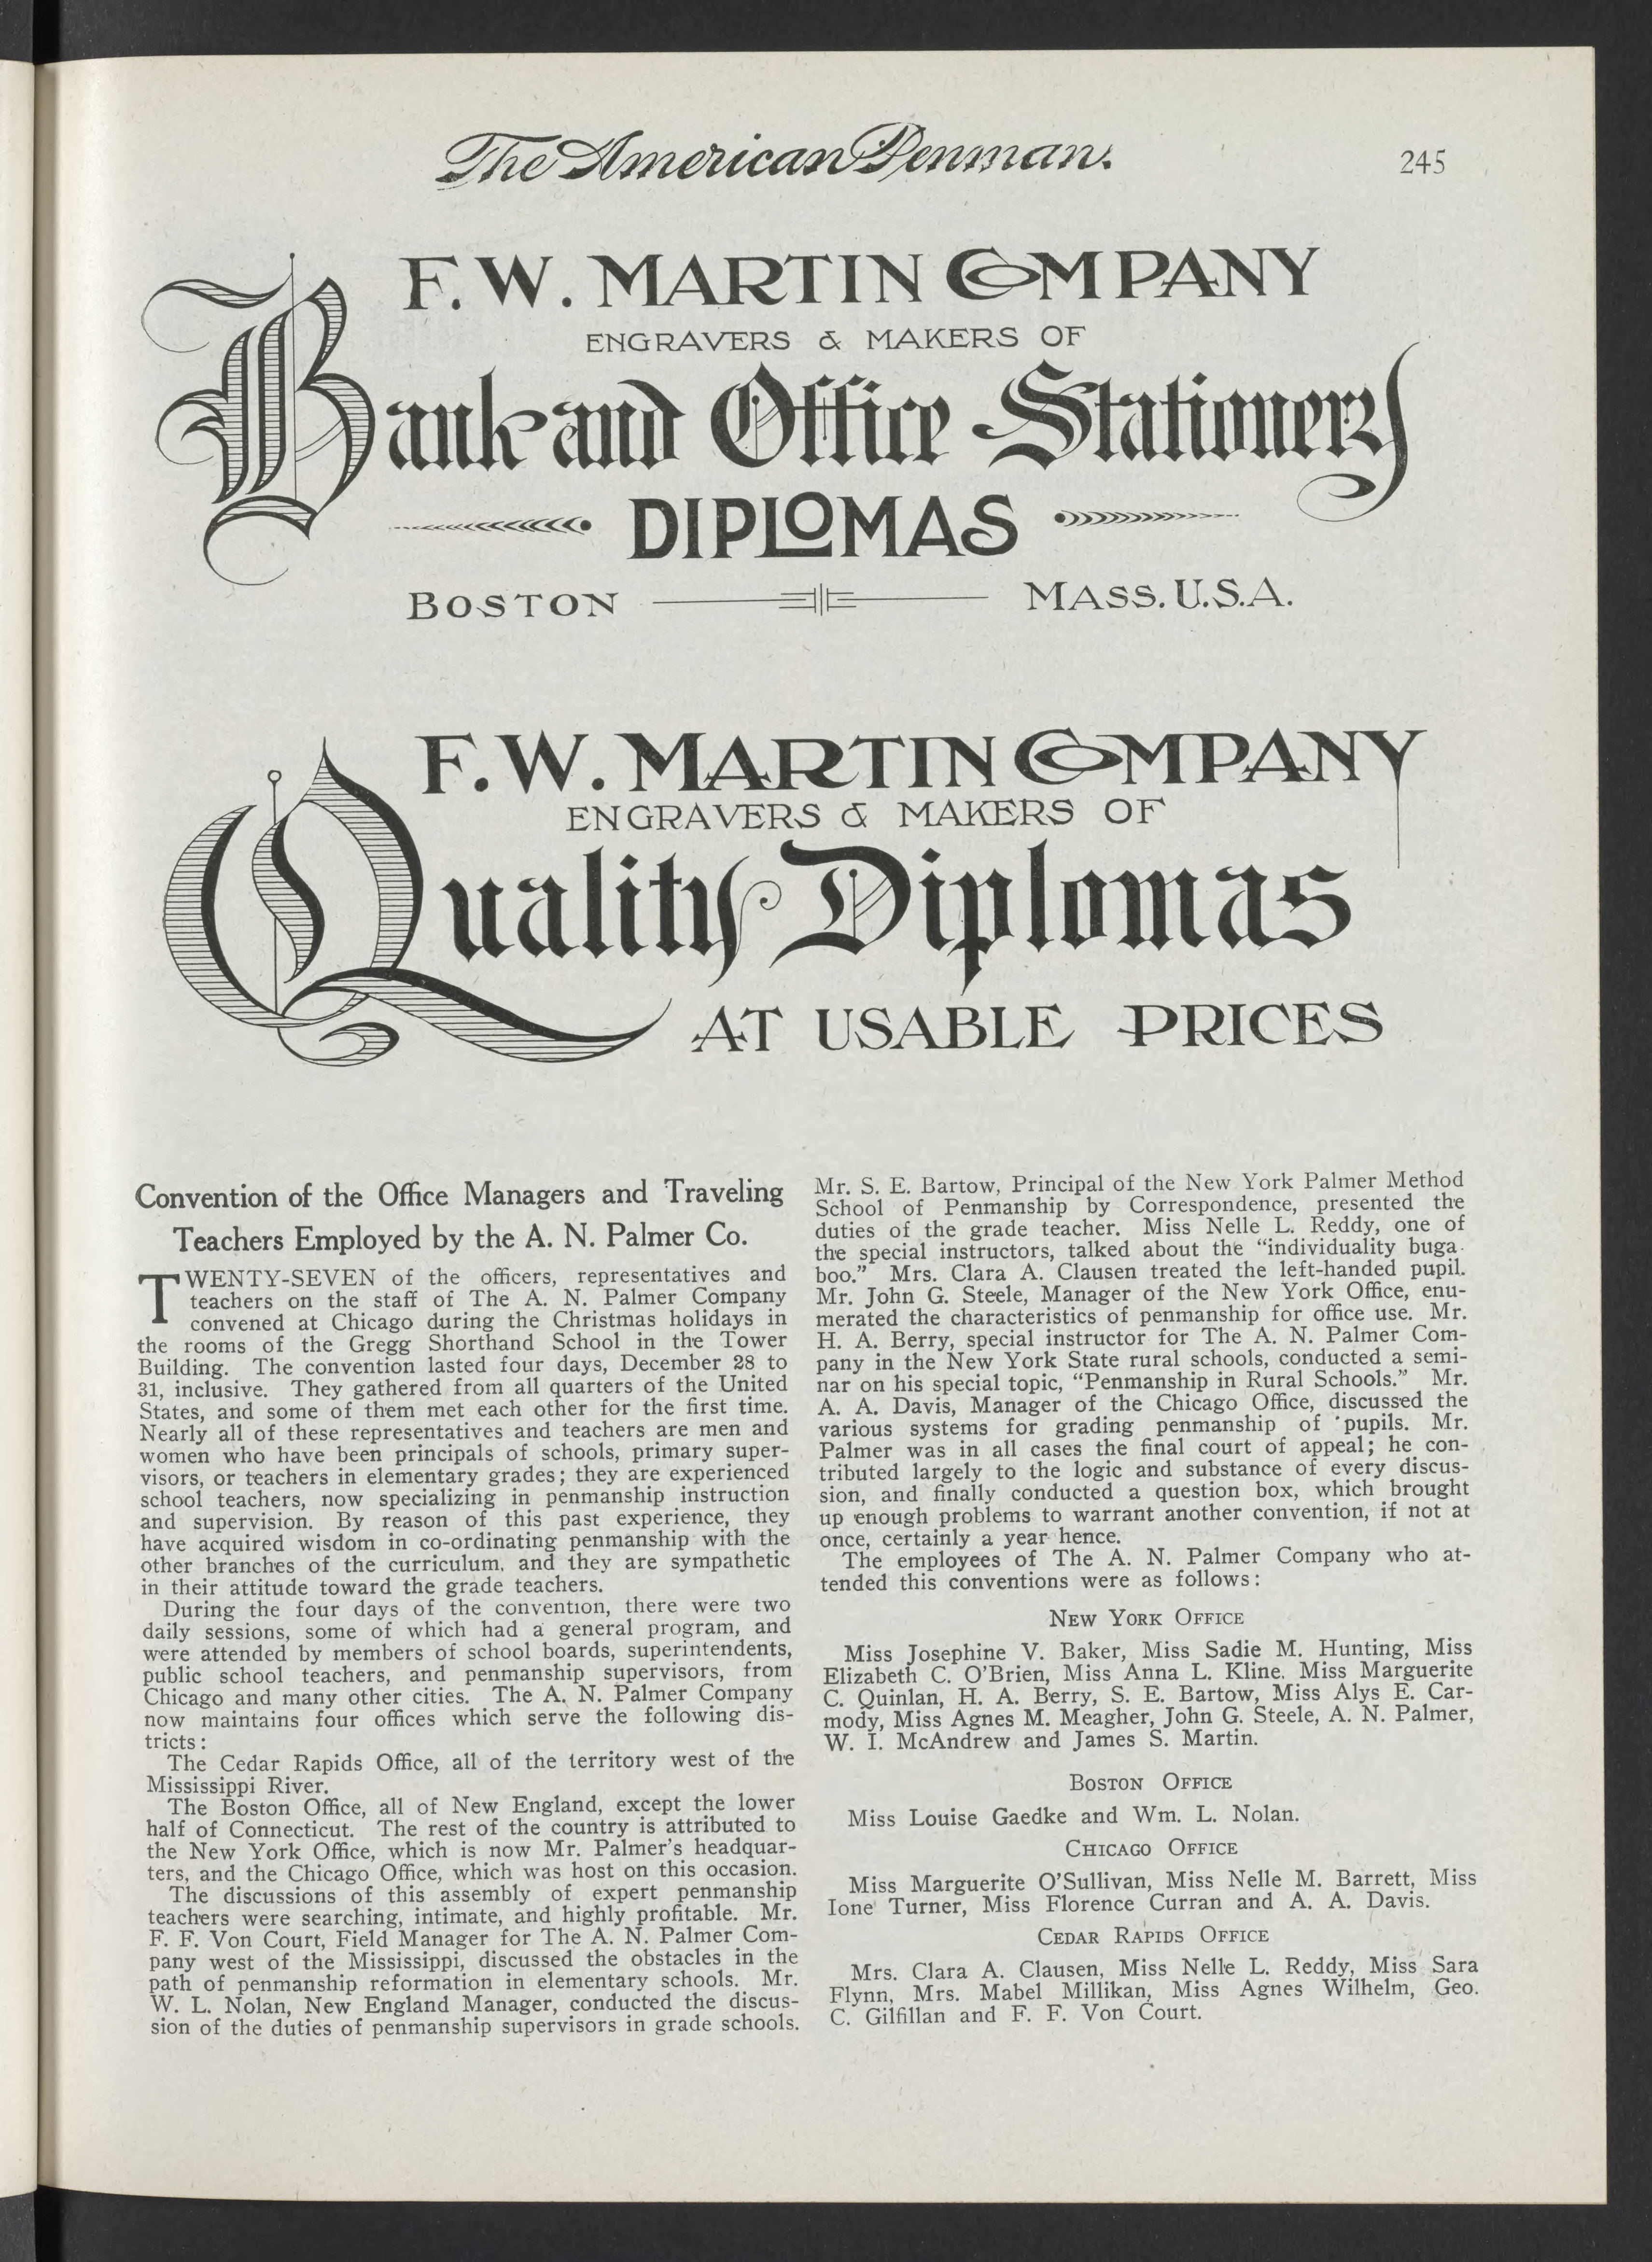 The American Penman.
245
F. W. MARTIN COMPANY
ENGRAVERS & MAKERS OF
Bank and Office Stationery
DIPLOMAS
BOSTON MASS. U.S.A.
F. W. MARTIN COMPANY
ENGRAVERS & MAKERS OF
Quality Diplomas
AT USABLE PRICES
Convention of the Office Managers and Traveling
Teachers Employed by the A. N. Palmer Co.
TWENTY-SEVEN of the officers, representatives and
teachers on the staff of The A. N. Palmer Company
convened at Chicago during the Christmas holidays in
the rooms of the Gregg Shorthand School in the Tower
Building. The convention lasted four days, December 28 to
31, inclusive. They gathered from all quarters of the United
States, and some of them met each other for the first time.
Nearly all of these representatives and teachers are men and
women who have been principals of schools, primary super-
visors, or teachers in elementary grades; they are experienced
school teachers, now specializing in penmanship instruction
and supervision. By reason of this past experience, they
have acquired wisdom in co-ordinating penmanship with the
other branches of the curriculum, and they are sympathetic
in their attitude toward the grade teachers.
During the four days of the convention, there were two
daily sessions, some of which had a general program, and
were attended by members of school boards, superintendents,
public school teachers, and penmanship supervisors, from
Chicago and many other cities. The A. N. Palmer Company
now maintains four offices which serve the following dis-
tricts:
The Cedar Rapids Office, all of the territory west of the
Mississippi River.
The Boston Office, all of New England, except the lower
half of Connecticut. The rest of the country is attributed to
the New York Office, which is now Mr. Palmer's headquar-
ters, and the Chicago Office, which was host on this occasion.
The discussions of this assembly of expert penmanship
teachers were searching, intimate, and highly profitable. Mr.
F. F. Von Court, Field Manager for The A. N. Palmer Com-
pany west of the Mississippi, discussed the obstacles in the
path of penmanship reformation in elementary schools. Mr.
W. L. Nolan, New England Manager, conducted the discus-
sion of the duties of penmanship supervisors in grade schools.
Mr. S. E. Bartow, Principal of the New York Palmer Method
School of Penmanship by Correspondence, presented the
duties of the grade teacher. Miss Nelle L. Reddy, one of
the special instructors, talked about the "individuality buga-
boo." Mrs. Clara A. Clausen treated the left-handed pupil.
Mr. John G. Steele, Manager of the New York Office, enu-
merated the characteristics of penmanship for office use. Mr.
H. A. Berry, special instructor for The A. N. Palmer Com-
pany in the New York State rural schools, conducted a semi-
nar on his special topic, "Penmanship in Rural Schools." Mr.
A. A. Davis, Manager of the Chicago Office, discussed the
various systems for grading penmanship of pupils. Mr.
Palmer was in all cases the final court of appeal; he con-
tributed largely to the logic and substance of every discus-
sion, and finally conducted a question box, which brought
up enough problems to warrant another convention, if not at
once, certainly a year hence.
The employees of The A. N. Palmer Company who at-
tended this conventions were as follows:
NEW YORK OFFICE
Miss Josephine V. Baker, Miss Sadie M. Hunting, Miss
Elizabeth C. O'Brien, Miss Anna L. Kline, Miss Marguerite
C. Quinlan, H. A. Berry, S. E. Bartow, Miss Alys E. Car-
mody, Miss Agnes M. Meagher, John G. Steele, A. N. Palmer,
W. I. McAndrew and James S. Martin.
BOSTON OFFICE
Miss Louise Gaedke and Wm. L. Nolan.
CHICAGO OFFICE
Miss Marguerite O'Sullivan, Miss Nelle M. Barrett, Miss
Ione Turner, Miss Florence Curran and A. A. Davis.
CEDAR RAPIDS OFFICE
Mrs. Clara A. Clausen, Miss Nelle L. Reddy, Miss Sara
Flynn, Mrs. Mabel Millikan, Miss Agnes Wilhelm, Geo.
C. Gilfillan and F. F. Von Court.